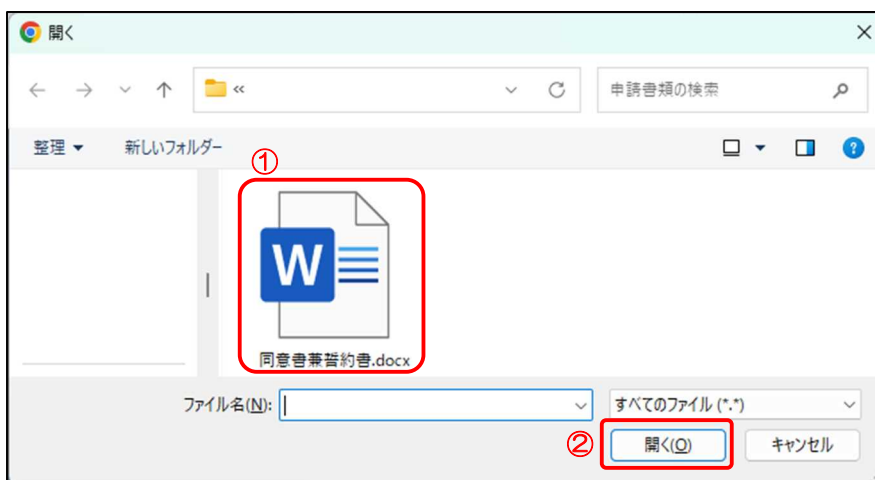 開く
«
申請書類の検索
整理
新しいフォルダー
①
W
同意書兼誓約書.docx
ファイル名(N):
すべてのファイル (*.*)
②
開く(O)
キャンセル